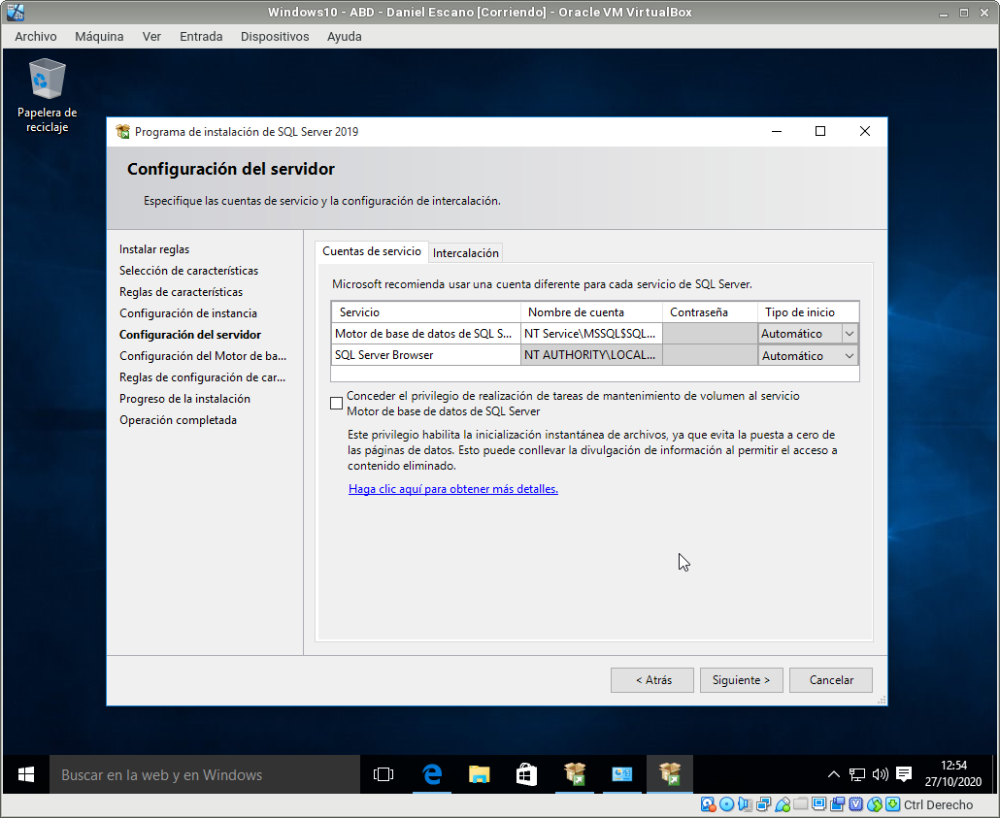 Windows10 - ABD - Daniel Escano [Corriendo] - Oracle VM VirtualBox
Archivo Máquina Ver Entrada Dispositivos Ayuda
Papelera de
reciclaje
Programa de instalación de SQL Server 2019
Configuración del servidor
Especifique las cuentas de servicio y la configuración de intercalación.
Instalar reglas
Selección de características
Reglas de características
Configuración de instancia
Configuración del servidor
Configuración del Motor de ba...
Reglas de configuración de car...
Progreso de la instalación
Operación completada
Cuentas de servicio Intercalación
Microsoft recomienda usar una cuenta diferente para cada servicio de SQL Server.
Servicio Nombre de cuenta Contraseña Tipo de inicio
Motor de base de datos de SQL S... NT Service\MSSQL$SQL... Automático
SQL Server Browser NT AUTHORITY\LOCAL... Automático
Conceder el privilegio de realización de tareas de mantenimiento de volumen al servicio
Motor de base de datos de SQL Server
Este privilegio habilita la inicialización instantánea de archivos, ya que evita la puesta a cero de
las páginas de datos. Esto puede conllevar la divulgación de información al permitir el acceso a
contenido eliminado.
Haga clic aquí para obtener más detalles.
< Atrás Siguiente > Cancelar
Buscar en la web y en Windows
12:54
27/10/2020
Ctrl Derecho